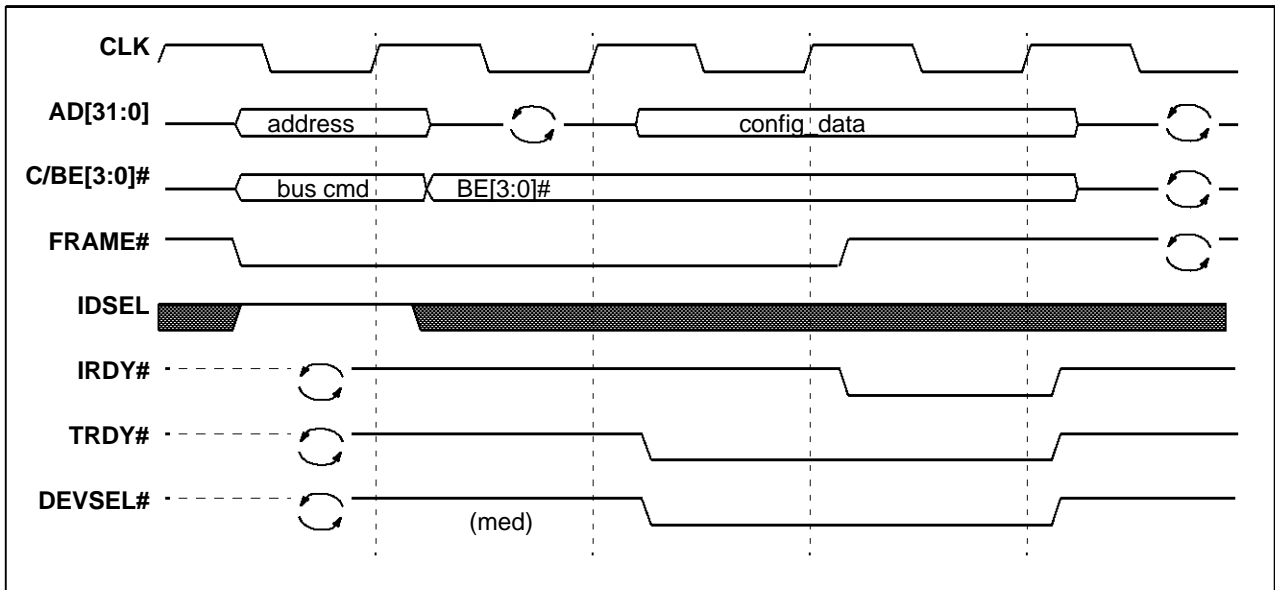 CLK
AD[31:0]
address
config_data
C/BE[3:0]#
bus cmd
BE[3:0]#
FRAME#
IDSEL
IRDY#
TRDY#
DEVSEL#
(med)